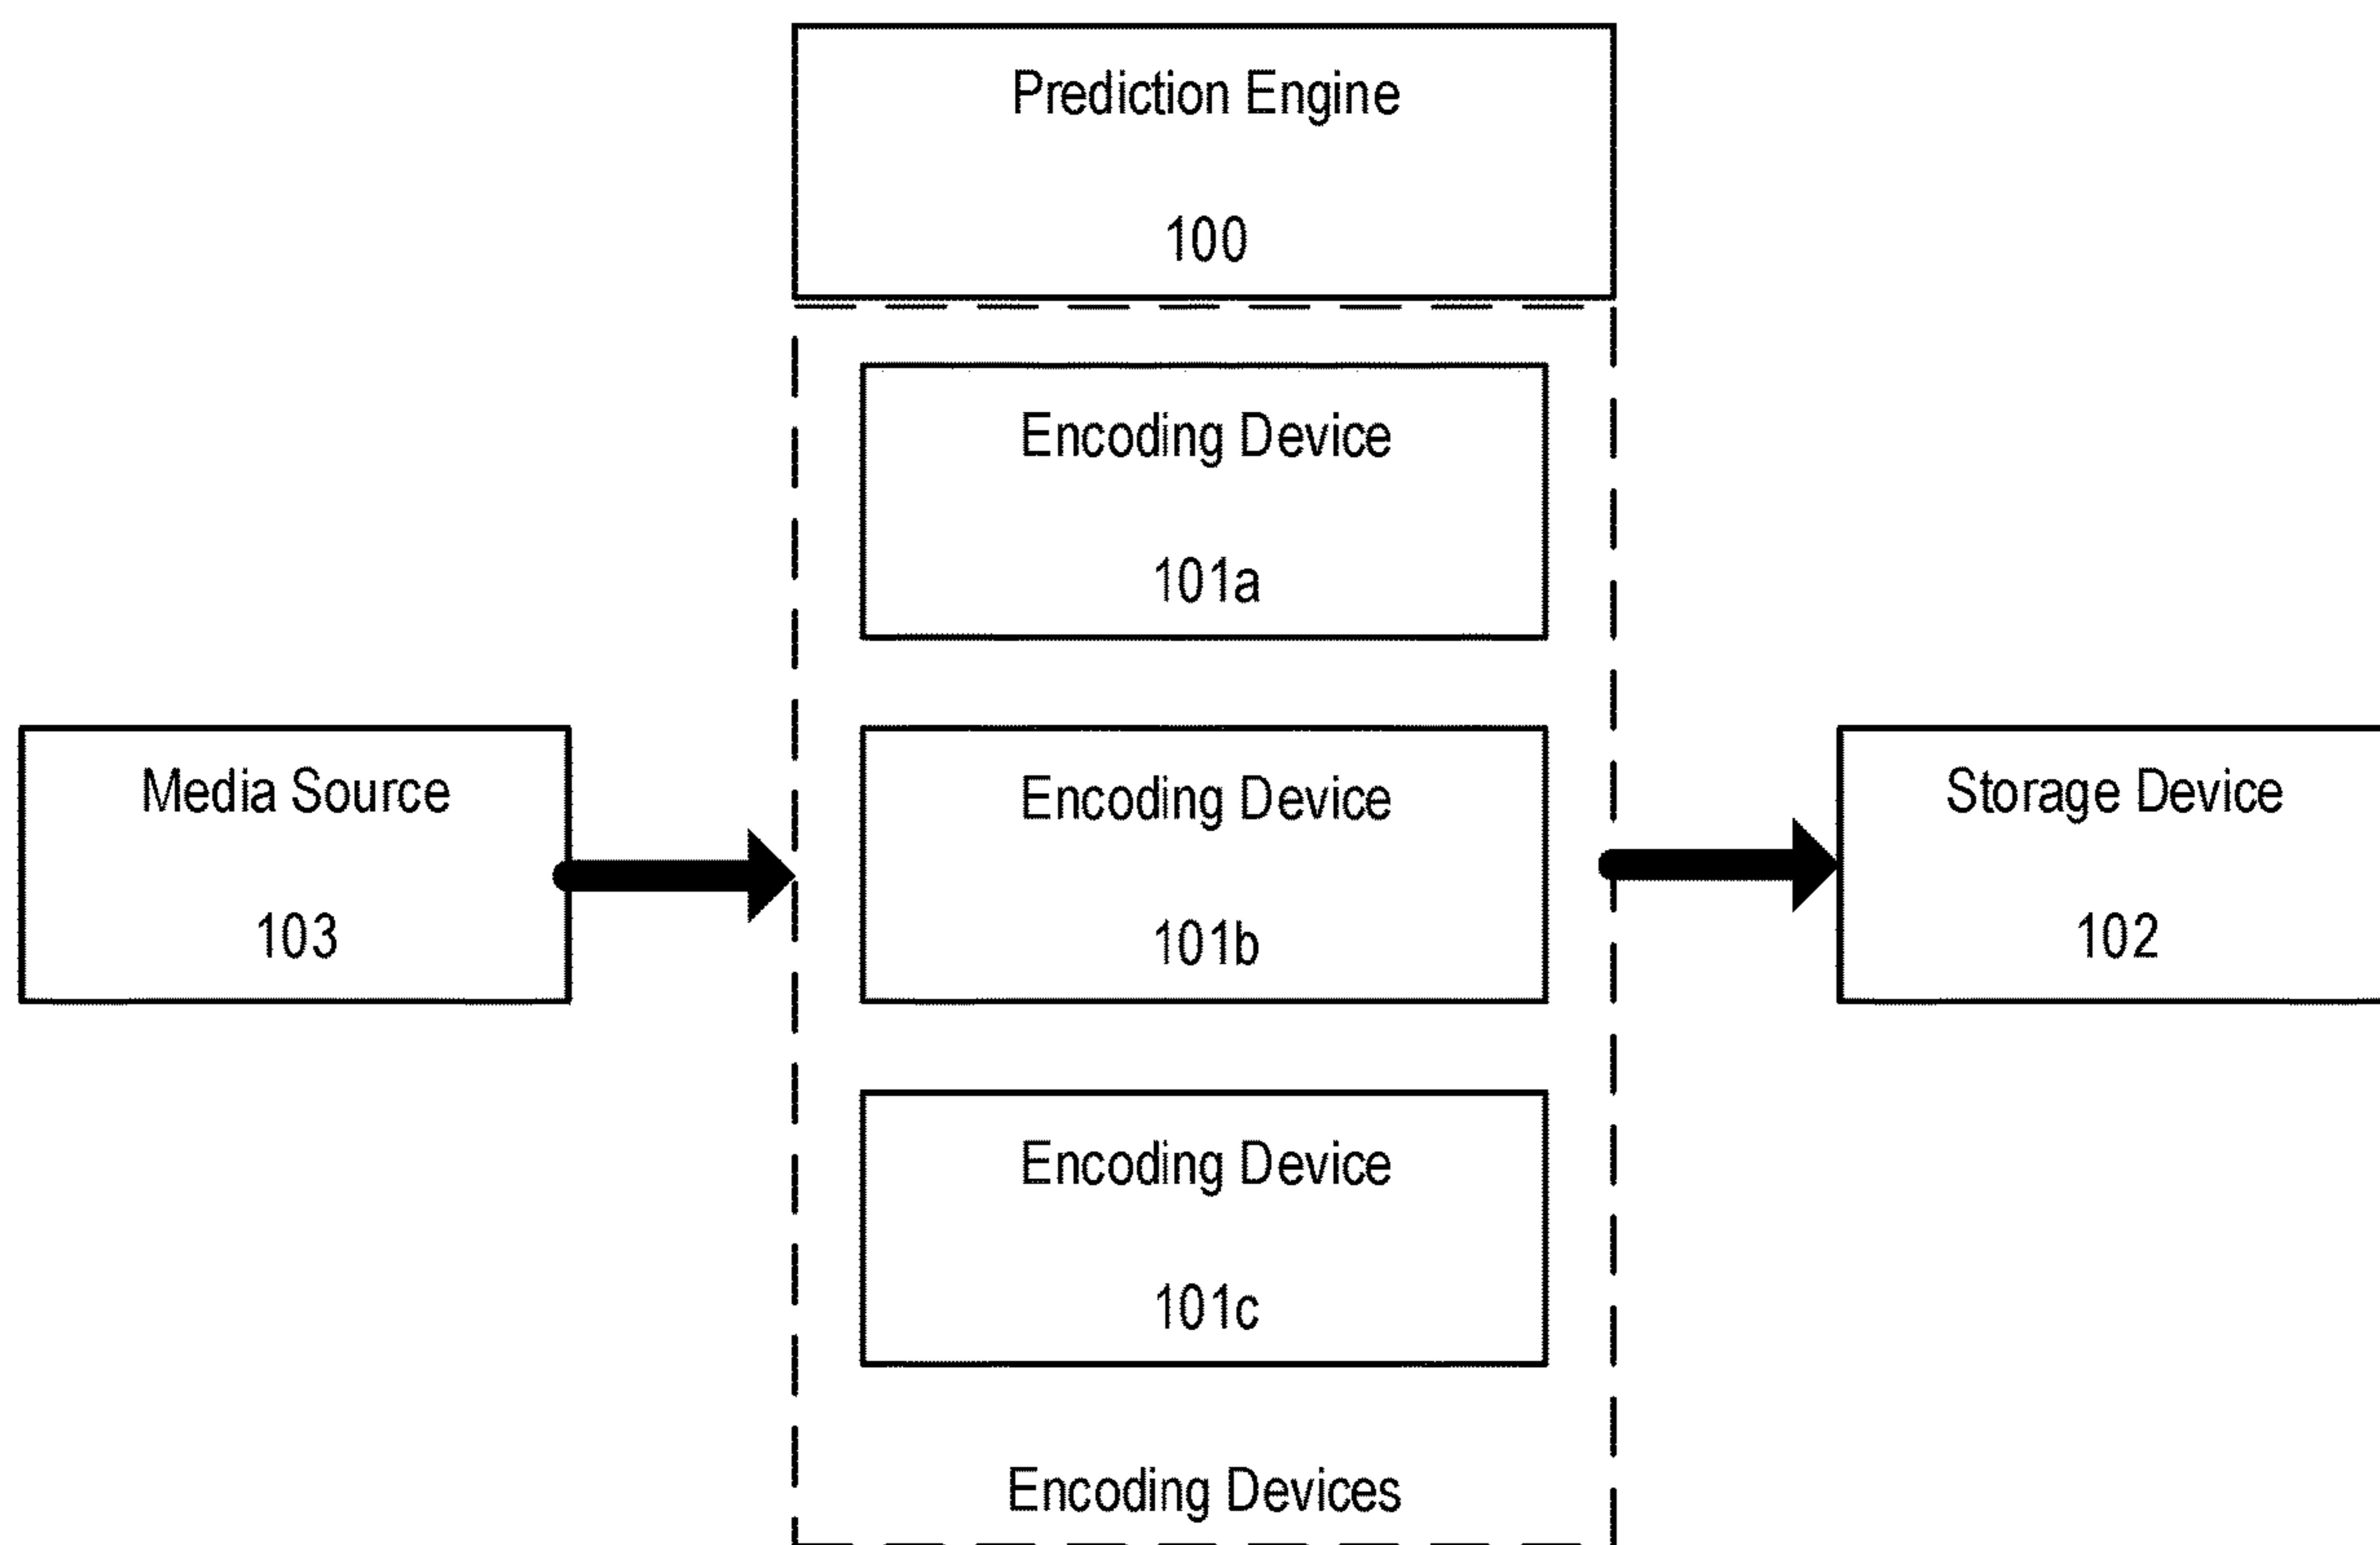 Prediction Engine
100
Encoding Device
101a
Media Source
103
Encoding Device
101b
Storage Device
102
Encoding Device
101c
Encoding Devices